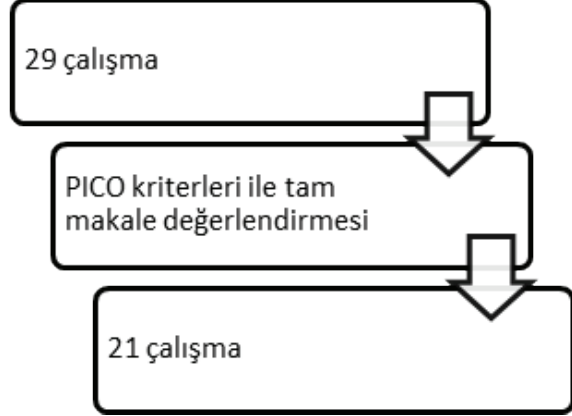 29 çalışma
PICO kriterleri ile tam
makale değerlendirmesi
21 çalışma